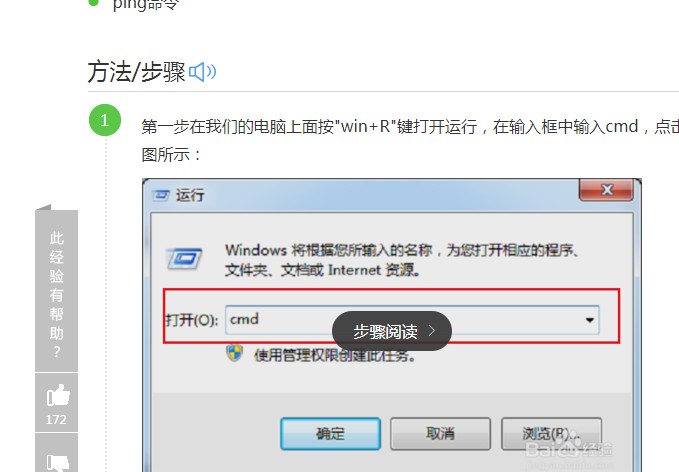 ping命令
方法/步骤
1
第一步在我们的电脑上面按"win+R"键打开运行，在输入框中输入cmd，点击
图所示：
此经验有帮助？
172
运行
Windows 将根据您所输入的名称，为您打开相应的程序、
文件夹、文档或 Internet 资源。
打开(O):
cmd
步骤阅读
使用管理权限创建此任务。
确定
取消
浏览(B)...
Baidu 经验